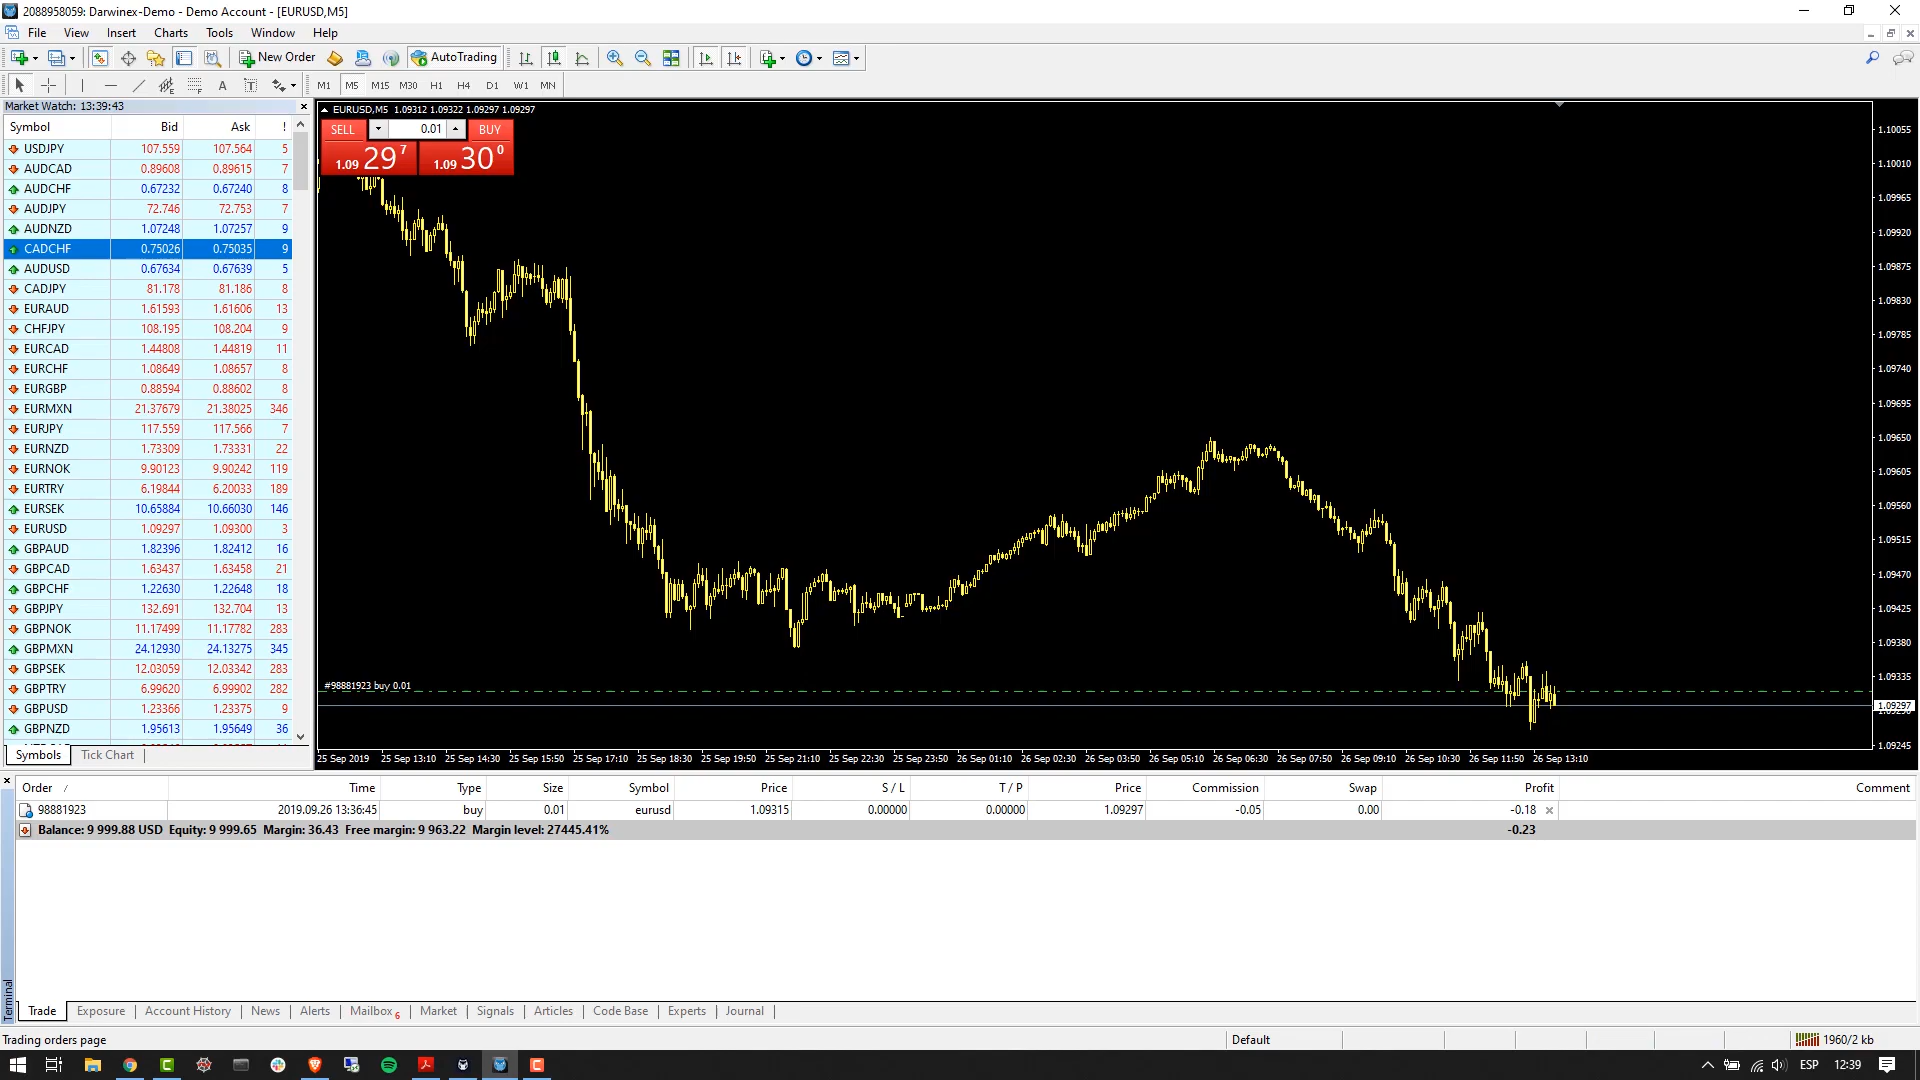 2088958059: Darwinex-Demo - Demo Account - [EURUSD,M5]
File View Insert Charts Tools Window Help
New Order AutoTrading
A T M1 M5 M15 M30 H1 H4 D1 W1 MN
Market Watch: 13:39:43
Symbol Bid Ask !
USDJPY 107.559 107.564 5
AUDCAD 0.89608 0.89615 7
AUDCHF 0.67232 0.67240 8
AUDJPY 72.746 72.753 7
AUDNZD 1.07248 1.07257 9
CADCHF 0.75026 0.75035 9
AUDUSD 0.67634 0.67639 5
CADJPY 81.178 81.186 8
EURAUD 1.61593 1.61606 13
CHFJPY 108.195 108.204 9
EURCAD 1.44808 1.44819 11
EURCHF 1.08649 1.08657 8
EURGBP 0.88594 0.88602 8
EURMXN 21.37679 21.38025 346
EURJPY 117.559 117.566 7
EURNZD 1.73309 1.73331 22
EURNOK 9.90123 9.90242 119
EURTRY 6.19844 6.20033 189
EURSEK 10.65884 10.66030 146
EURUSD 1.09297 1.09300 3
GBPAUD 1.82396 1.82412 16
GBPCAD 1.63437 1.63458 21
GBPCHF 1.22630 1.22648 18
GBPJPY 132.691 132.704 13
GBPNOK 11.17499 11.17782 283
GBPMXN 24.12930 24.13275 345
GBPSEK 12.03059 12.03342 283
GBPTRY 6.99620 6.99902 282
GBPUSD 1.23366 1.23375 9
GBPNZD 1.95613 1.95649 36
Symbols Tick Chart
EURUSD,M5 1.09312 1.09322 1.09297 1.09297
SELL 0.01 BUY
1.09 29 7 1.09 30 0
#98881923 buy 0.01
1.10055
1.10010
1.09965
1.09920
1.09875
1.09830
1.09785
1.09740
1.09695
1.09650
1.09605
1.09560
1.09515
1.09470
1.09425
1.09380
1.09335
1.09297
1.09245
25 Sep 2019 25 Sep 13:10 25 Sep 14:30 25 Sep 15:50 25 Sep 17:10 25 Sep 18:30 25 Sep 19:50 25 Sep 21:10 25 Sep 22:30 25 Sep 23:50 26 Sep 01:10 26 Sep 02:30 26 Sep 03:50 26 Sep 05:10 26 Sep 06:30 26 Sep 07:50 26 Sep 09:10 26 Sep 10:30 26 Sep 11:50 26 Sep 13:10
Order / Time Type Size Symbol Price S / L T / P Price Commission Swap Profit Comment
98881923 2019.09.26 13:36:45 buy 0.01 eurusd 1.09315 0.00000 0.00000 1.09297 -0.05 0.00 -0.18
Balance: 9 999.88 USD Equity: 9 999.65 Margin: 36.43 Free margin: 9 963.22 Margin level: 27445.41% -0.23
Terminal
Trade Exposure Account History News Alerts Mailbox 6 Market Signals Articles Code Base Experts Journal
Trading orders page Default 1960/2 kb
ESP 12:39